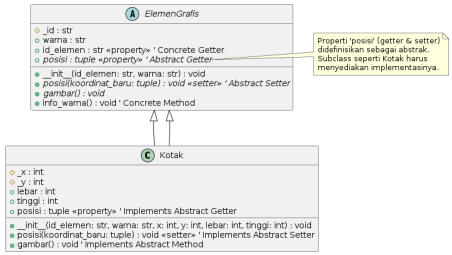 A ElemenGrafis
_id : str
warna : str
id_elemen : str «property» ' Concrete Getter
posisi : tuple «property» ' Abstract Getter
__init__(id_elemen: str, warna: str) : void
posisi(koordinat_baru: tuple) : void «setter» ' Abstract Setter
gambar() : void
info_warna() : void ' Concrete Method
Properti 'posisi' (getter & setter)
didefinisikan sebagai abstrak.
Subclass seperti Kotak harus
menyediakan implementasinya.
C Kotak
_x : int
_y : int
lebar : int
tinggi : int
posisi : tuple «property» ' Implements Abstract Getter
__init__(id_elemen: str, warna: str, x: int, y: int, lebar: int, tinggi: int) : void
posisi(koordinat_baru: tuple) : void «setter» ' Implements Abstract Setter
gambar() : void ' implements Abstract Method